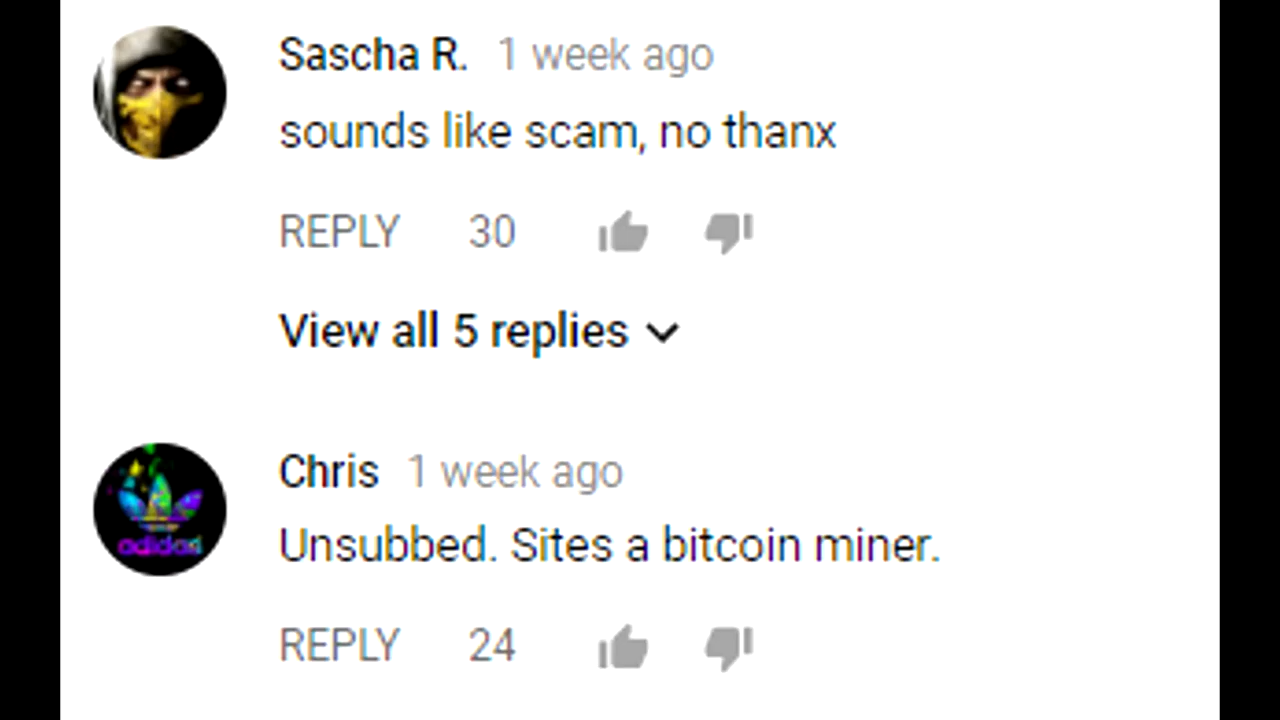 Sascha R. 1 week ago
sounds like scam, no thanx
REPLY 30
View all 5 replies
Chris 1 week ago
adidas
Unsubbed. Sites a bitcoin miner.
REPLY 24